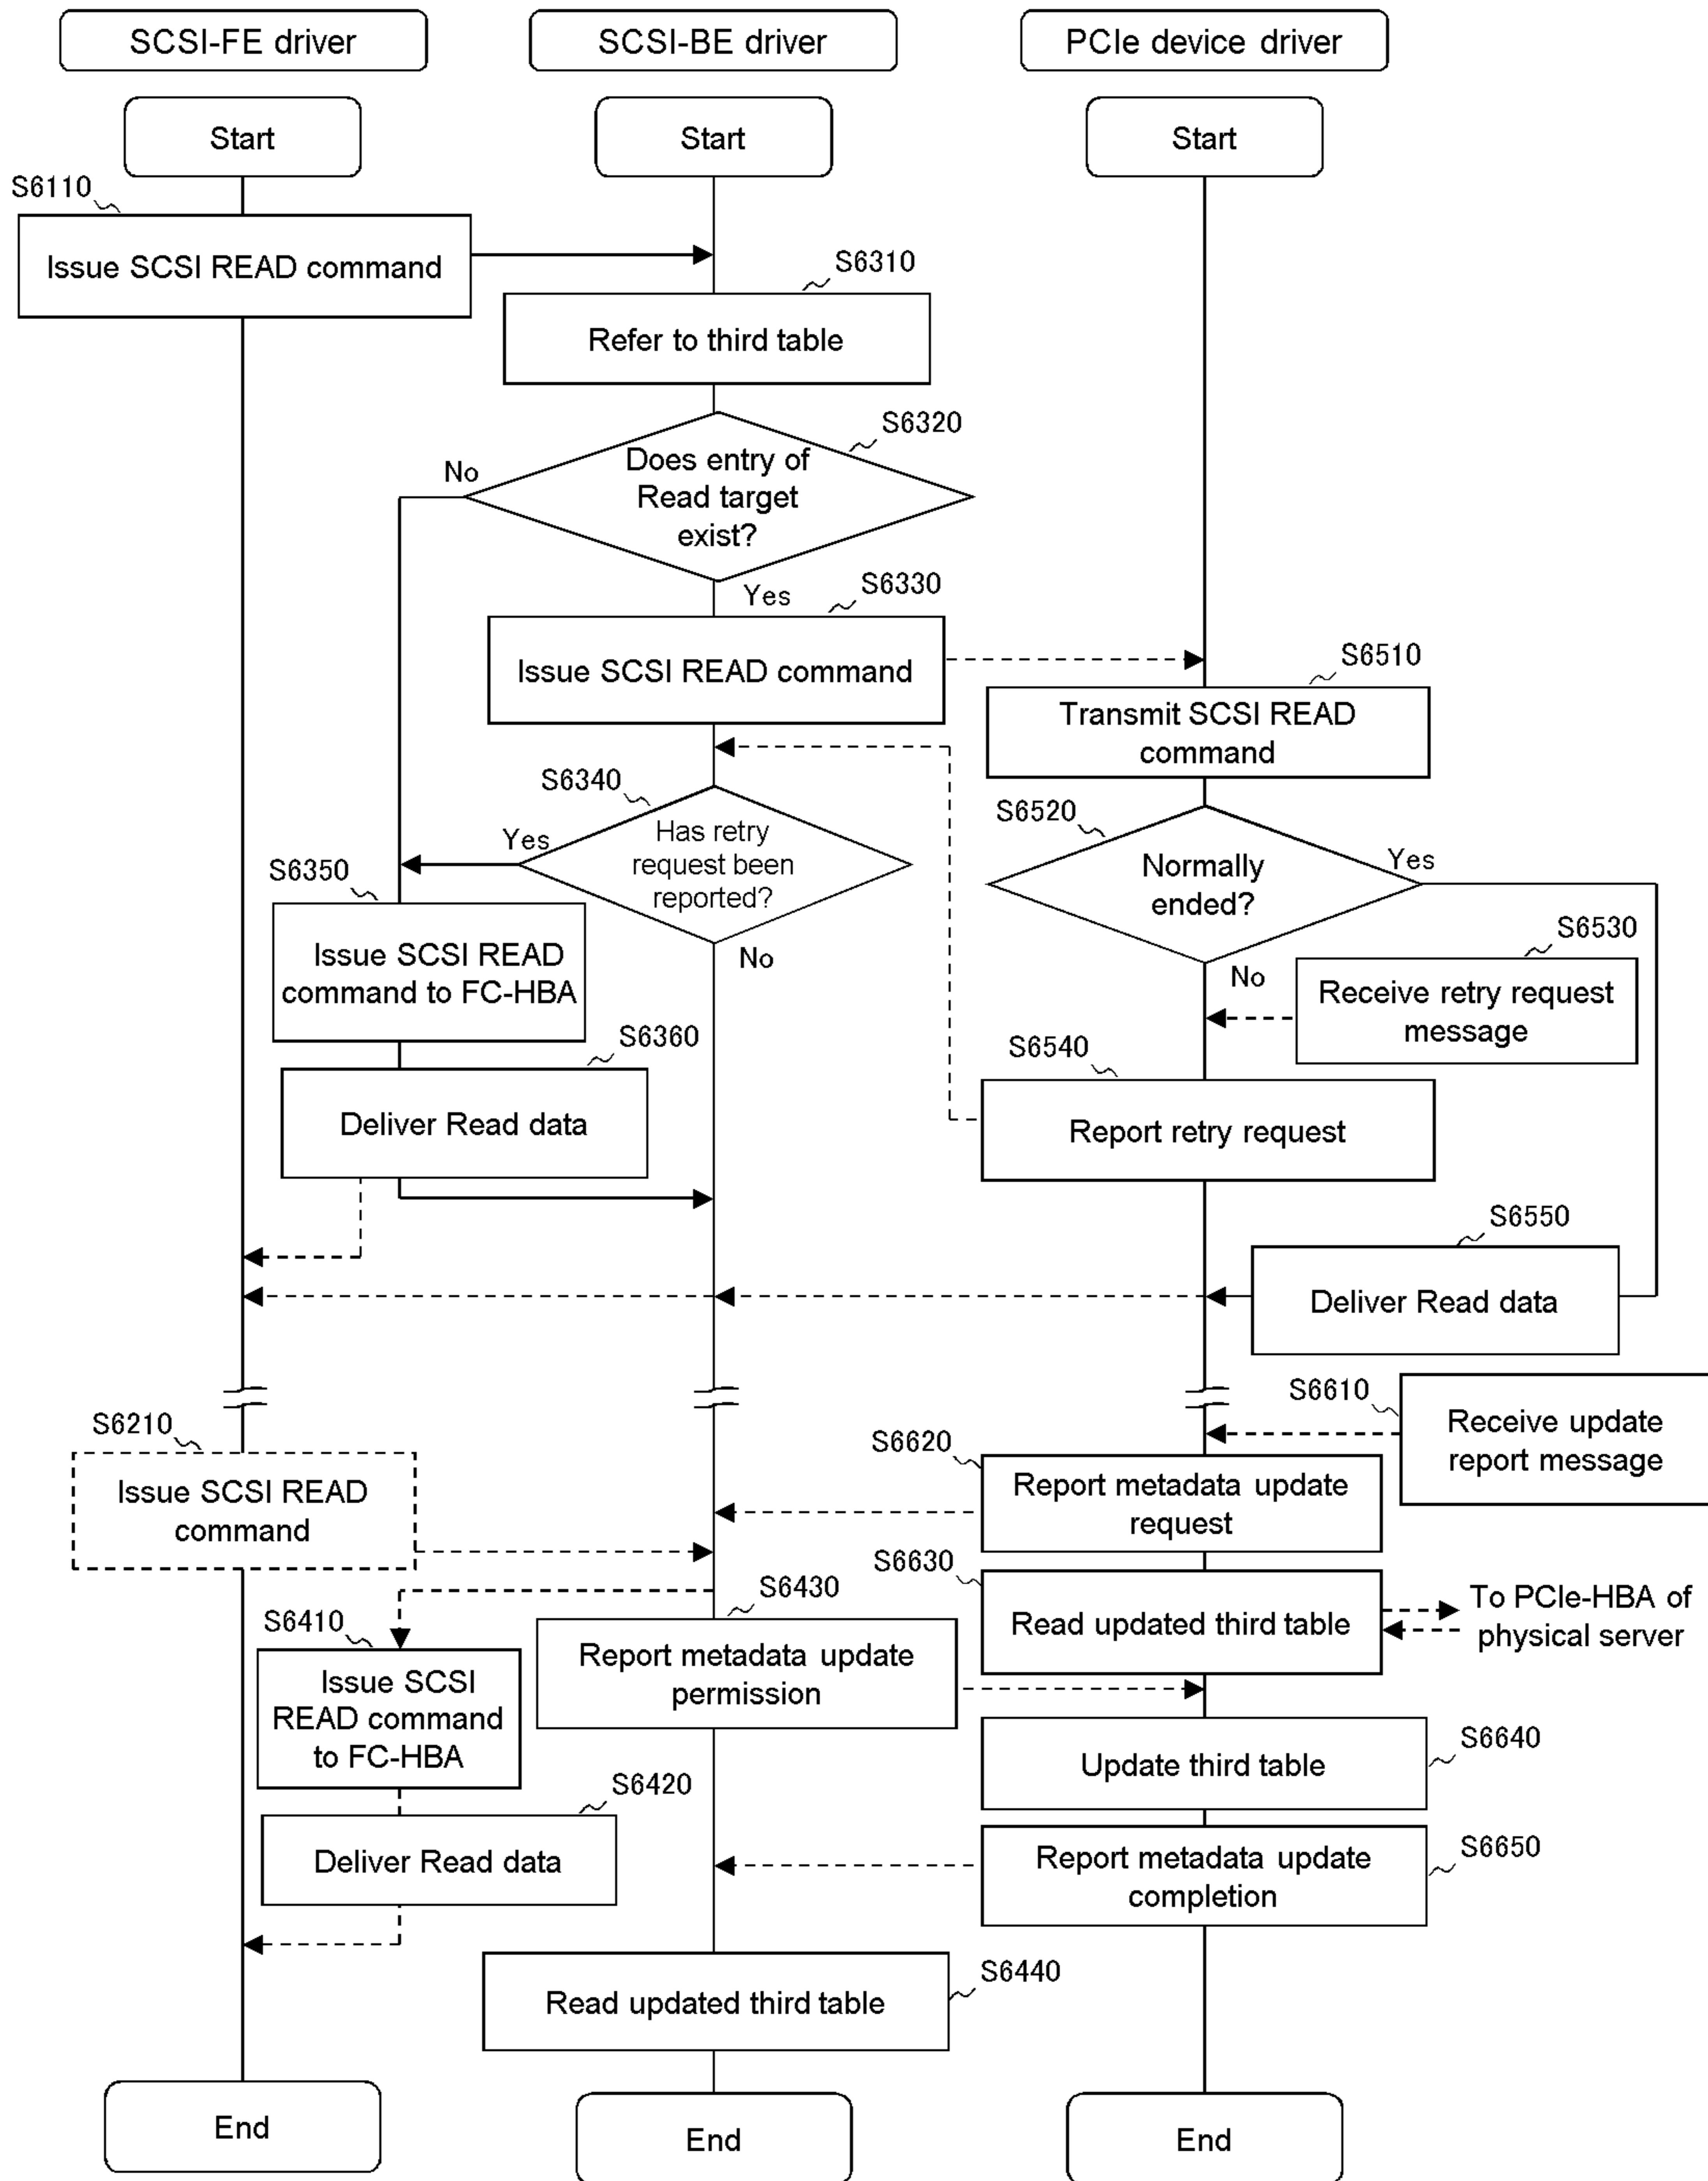 SCSI-FE driver
SCSI-BE driver
PCIe device driver
Start
Start
Start
S6110
Issue SCSI READ command
S6310
Refer to third table
S6320
Does entry of
Read target
exist?
No
Yes
S6330
Issue SCSI READ command
S6510
Transmit SCSI READ
command
S6340
Has retry
request been
reported?
Yes
No
S6520
Normally
ended?
Yes
No
S6350
Issue SCSI READ
command to FC-HBA
S6530
Receive retry request
message
S6360
Deliver Read data
S6540
Report retry request
S6550
Deliver Read data
S6610
Receive update
report message
S6210
Issue SCSI READ
command
S6620
Report metadata update
request
S6630
Read updated third table
To PCIe-HBA of
physical server
S6430
Report metadata update
permission
S6410
Issue SCSI
READ command
to FC-HBA
S6640
Update third table
S6420
Deliver Read data
S6650
Report metadata update
completion
S6440
Read updated third table
End
End
End